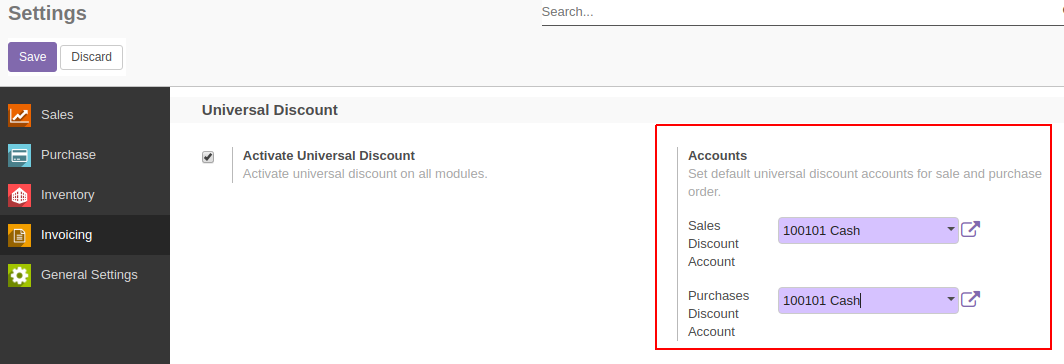 Settings
Search...
Save
Discard
Sales
Purchase
Inventory
Invoicing
General Settings
Universal Discount
Activate Universal Discount
Activate universal discount on all modules.
Accounts
Set default universal discount accounts for sale and purchase
order.
Sales
Discount
Account
100101 Cash
Purchases
Discount
Account
100101 Cash